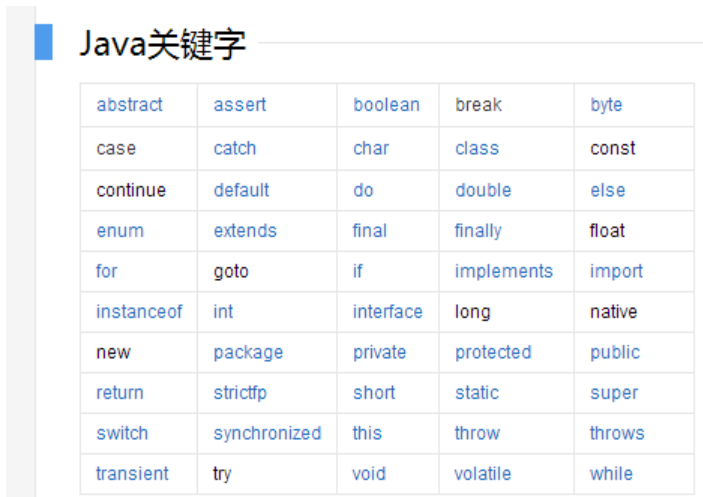 Java关键字
abstract assert boolean break byte
case catch char class const
continue default do double else
enum extends final finally float
for goto if implements import
instanceof int interface long native
new package private protected public
return strictfp short static super
switch synchronized this throw throws
transient try void volatile while